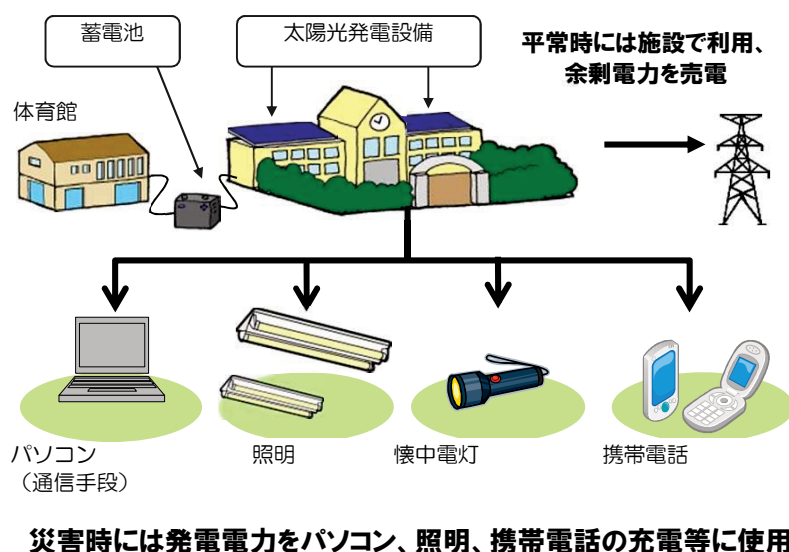 蓄電池
太陽光発電設備
平常時には施設で利用、
余剰電力を売電
体育館
パソコン
（通信手段）
照明
懐中電灯
携帯電話
災害時には発電電力をパソコン、照明、携帯電話の充電等に使用